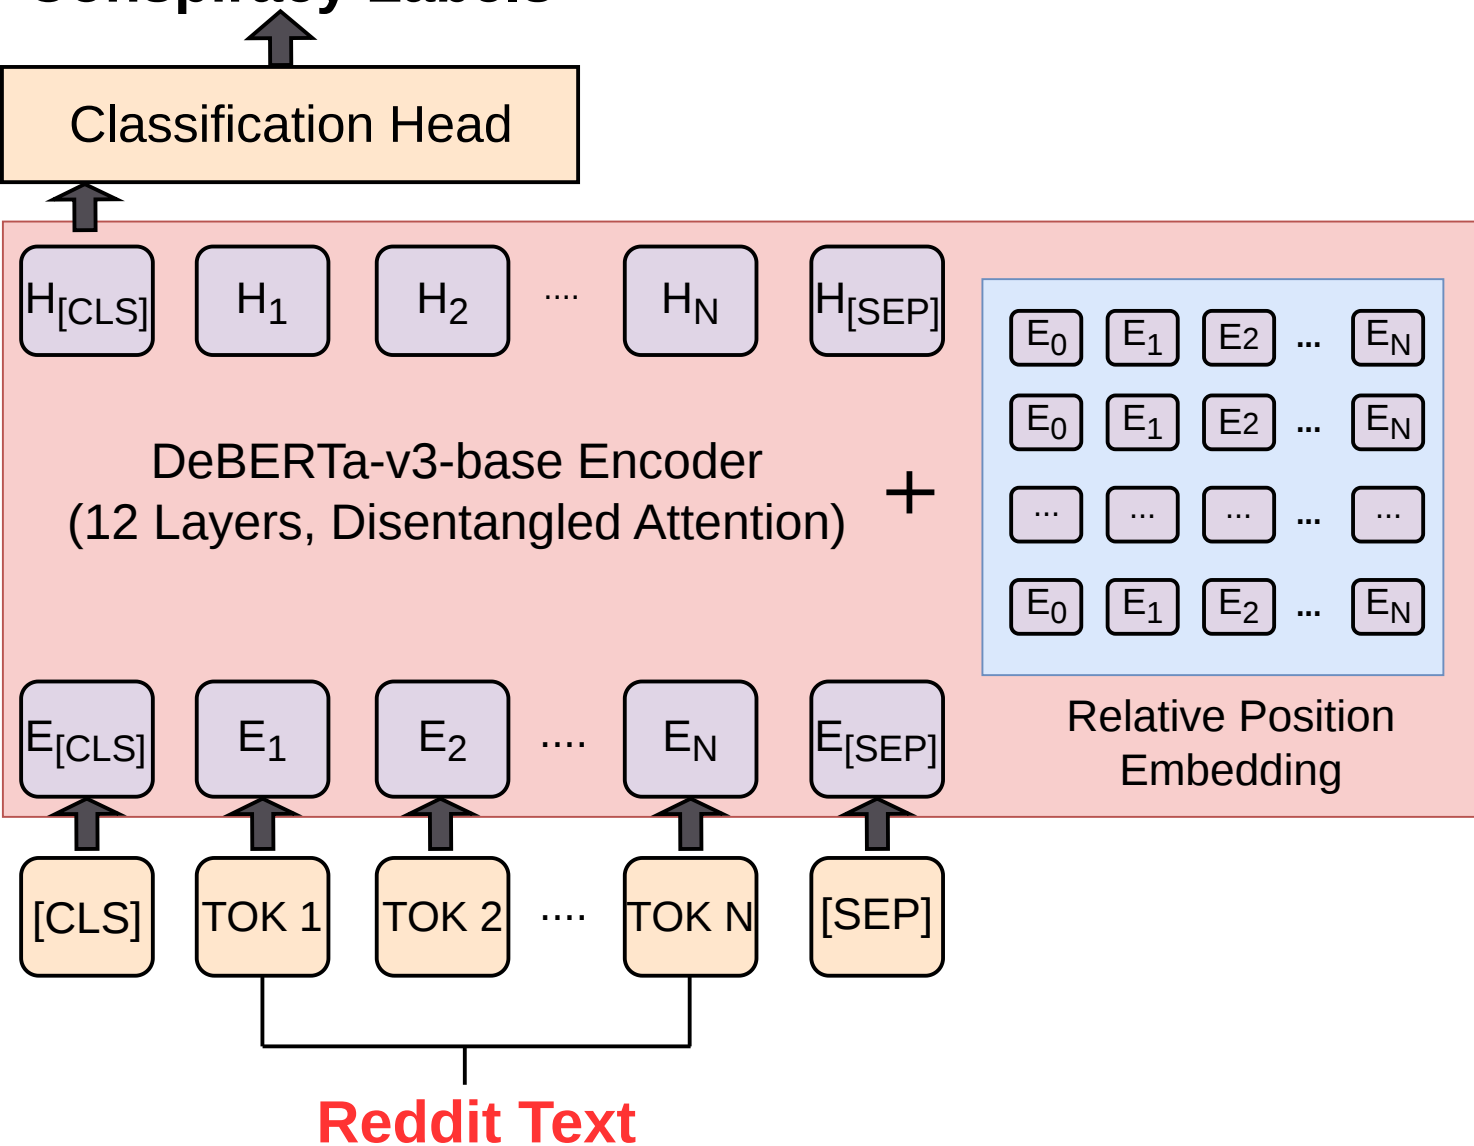 Conspiracy Labels
Classification Head
H[CLS] H1 H2 .... HN H[SEP]
E0 E1 E2 ... EN
E0 E1 E2 ... EN
... ... ... ... ...
E0 E1 E2 ... EN
DeBERTa-v3-base Encoder
(12 Layers, Disentangled Attention)
+
Relative Position
Embedding
E[CLS] E1 E2 .... EN E[SEP]
[CLS] TOK 1 TOK 2 .... TOK N [SEP]
Reddit Text